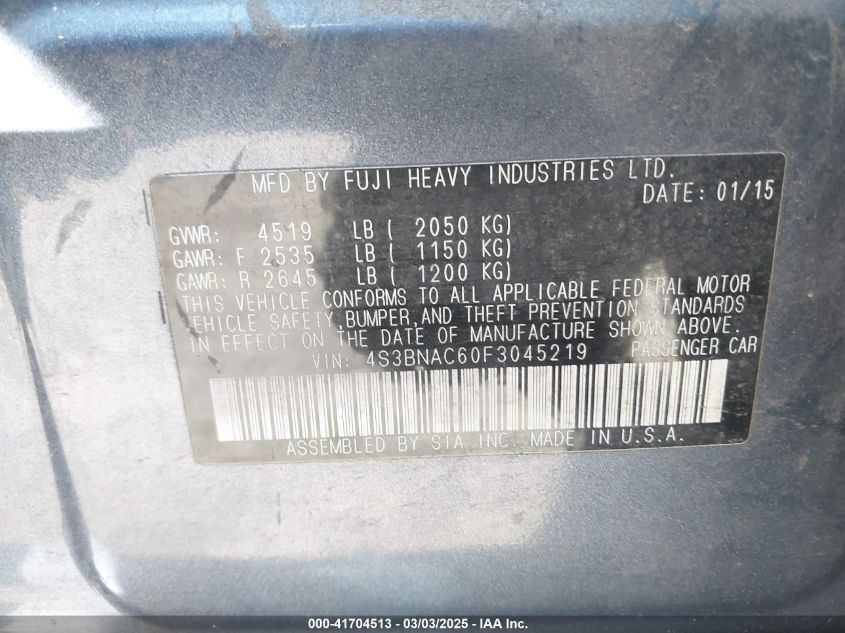 MFD BY FUJI HEAVY INDUSTRIES LTD.
DATE: 01/15
GVWR: 4519 LB ( 2050 KG)
GAWR: F 2535 LB ( 1150 KG)
GAWR: R 2645 LB ( 1200 KG)
THIS VEHICLE CONFORMS TO ALL APPLICABLE FEDERAL MOTOR
VEHICLE SAFETY,BUMPER,AND THEFT PREVENTION STANDARDS
IN EFFECT ON THE DATE OF MANUFACTURE SHOWN ABOVE.
VIN: 4S3BNAC60F3045219 PASSENGER CAR
ASSEMBLED BY SIA INC. MADE IN U.S.A.
000-41704513 - 03/03/2025 - IAA Inc.